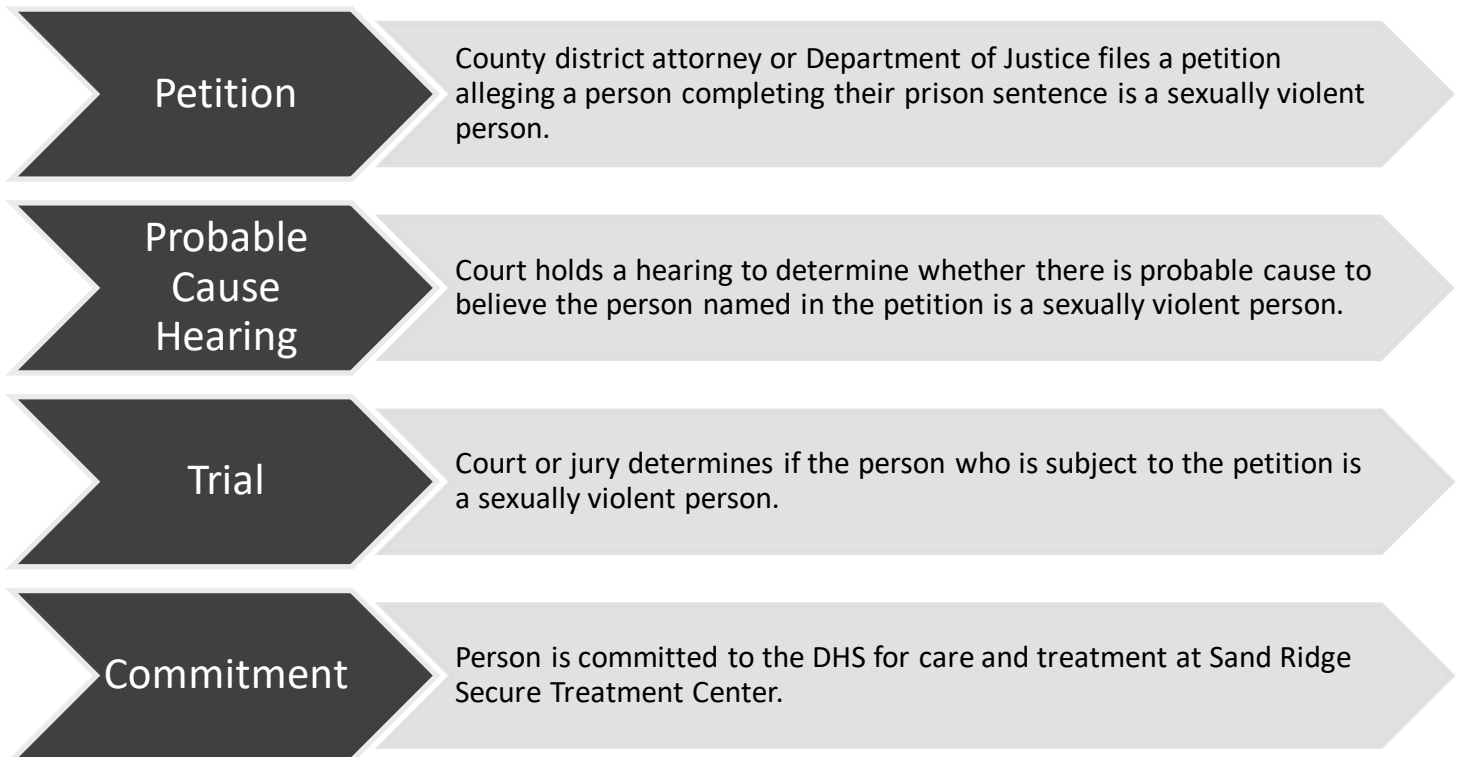 Petition
County district attorney or Department of Justice files a petition
alleging a person completing their prison sentence is a sexually violent
person.
Probable
Cause
Hearing
Court holds a hearing to determine whether there is probable cause to
believe the person named in the petition is a sexually violent person.
Trial
Court or jury determines if the person who is subject to the petition is
a sexually violent person.
Commitment
Person is committed to the DHS for care and treatment at Sand Ridge
Secure Treatment Center.